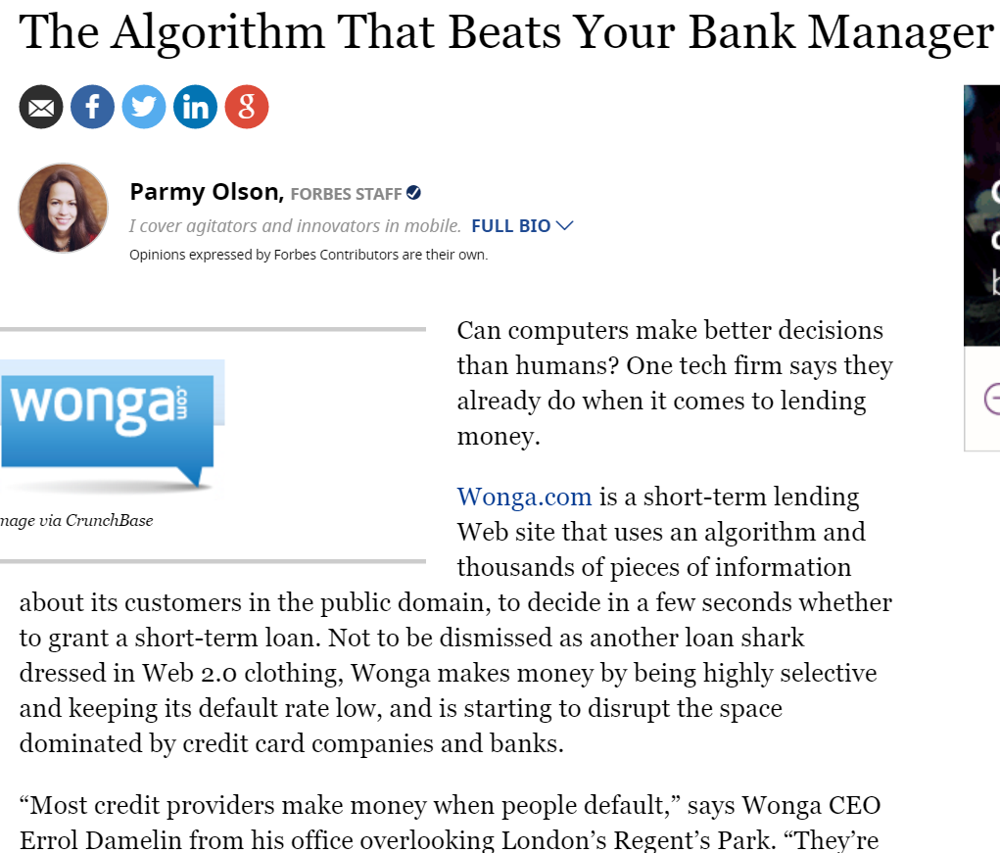 The Algorithm That Beats Your Bank Manager
Parmy Olson, FORBES STAFF
I cover agitators and innovators in mobile. FULL BIO
Opinions expressed by Forbes Contributors are their own.
wonga.com
mage via CrunchBase
Can computers make better decisions
than humans? One tech firm says they
already do when it comes to lending
money.
Wonga.com is a short-term lending
Web site that uses an algorithm and
thousands of pieces of information
about its customers in the public domain, to decide in a few seconds whether
to grant a short-term loan. Not to be dismissed as another loan shark
dressed in Web 2.0 clothing, Wonga makes money by being highly selective
and keeping its default rate low, and is starting to disrupt the space
dominated by credit card companies and banks.
“Most credit providers make money when people default,” says Wonga CEO
Errol Damelin from his office overlooking London’s Regent’s Park. “They’re